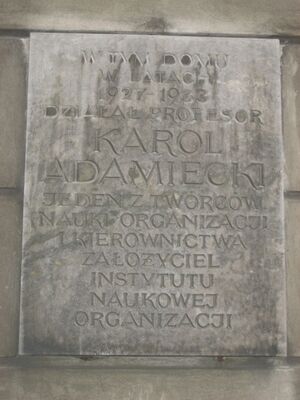 W TYM DOMU
W LATACH
1927-1933
DZIAŁAŁ PROFESOR
KAROL
ADAMIECKI
JEDEN Z TWÓRCÓW
NAUKI ORGANIZACJI
I KIEROWNICTWA
ZAŁOŻYCIEL
INSTYTUTU
NAUKOWEJ
ORGANIZACJI